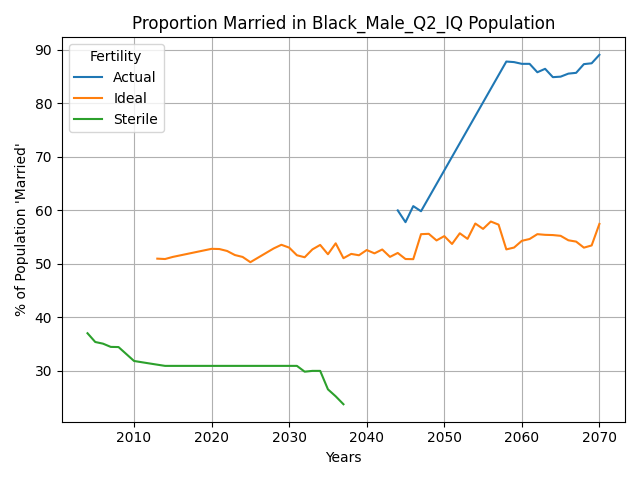 Proportion Married in Black_Male_Q2_IQ Population
% of Population 'Married'
90
80
70
60
50
40
30
Fertility
Actual
Ideal
Sterile
2010
2020
2030
2040
2050
2060
2070
Years